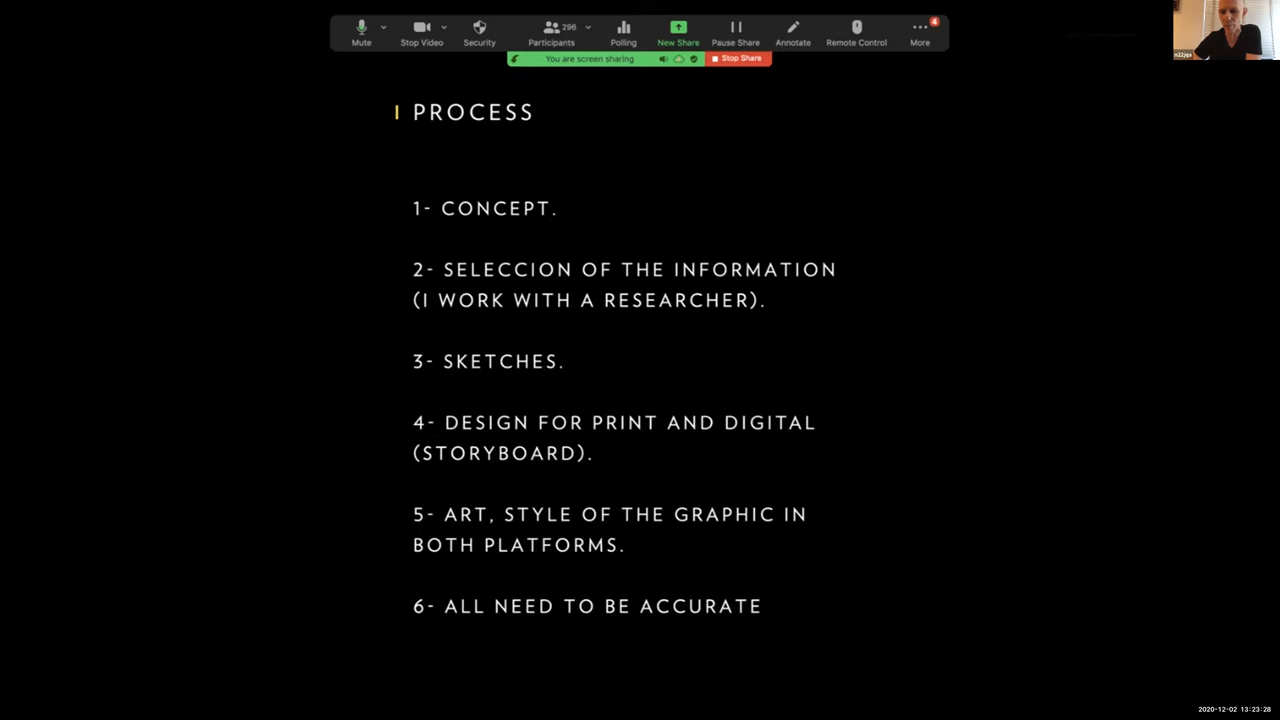 Mute
Stop Video
Security
Participants
296
Polling
New Share
Pause Share
Annotate
Remote Control
More
4
You are screen sharing
Stop Share
n22jqa
| PROCESS
1- CONCEPT.
2- SELECCION OF THE INFORMATION
(I WORK WITH A RESEARCHER).
3- SKETCHES.
4- DESIGN FOR PRINT AND DIGITAL
(STORYBOARD).
5- ART, STYLE OF THE GRAPHIC IN
BOTH PLATFORMS.
6- ALL NEED TO BE ACCURATE
2020-12-02 13:23:28